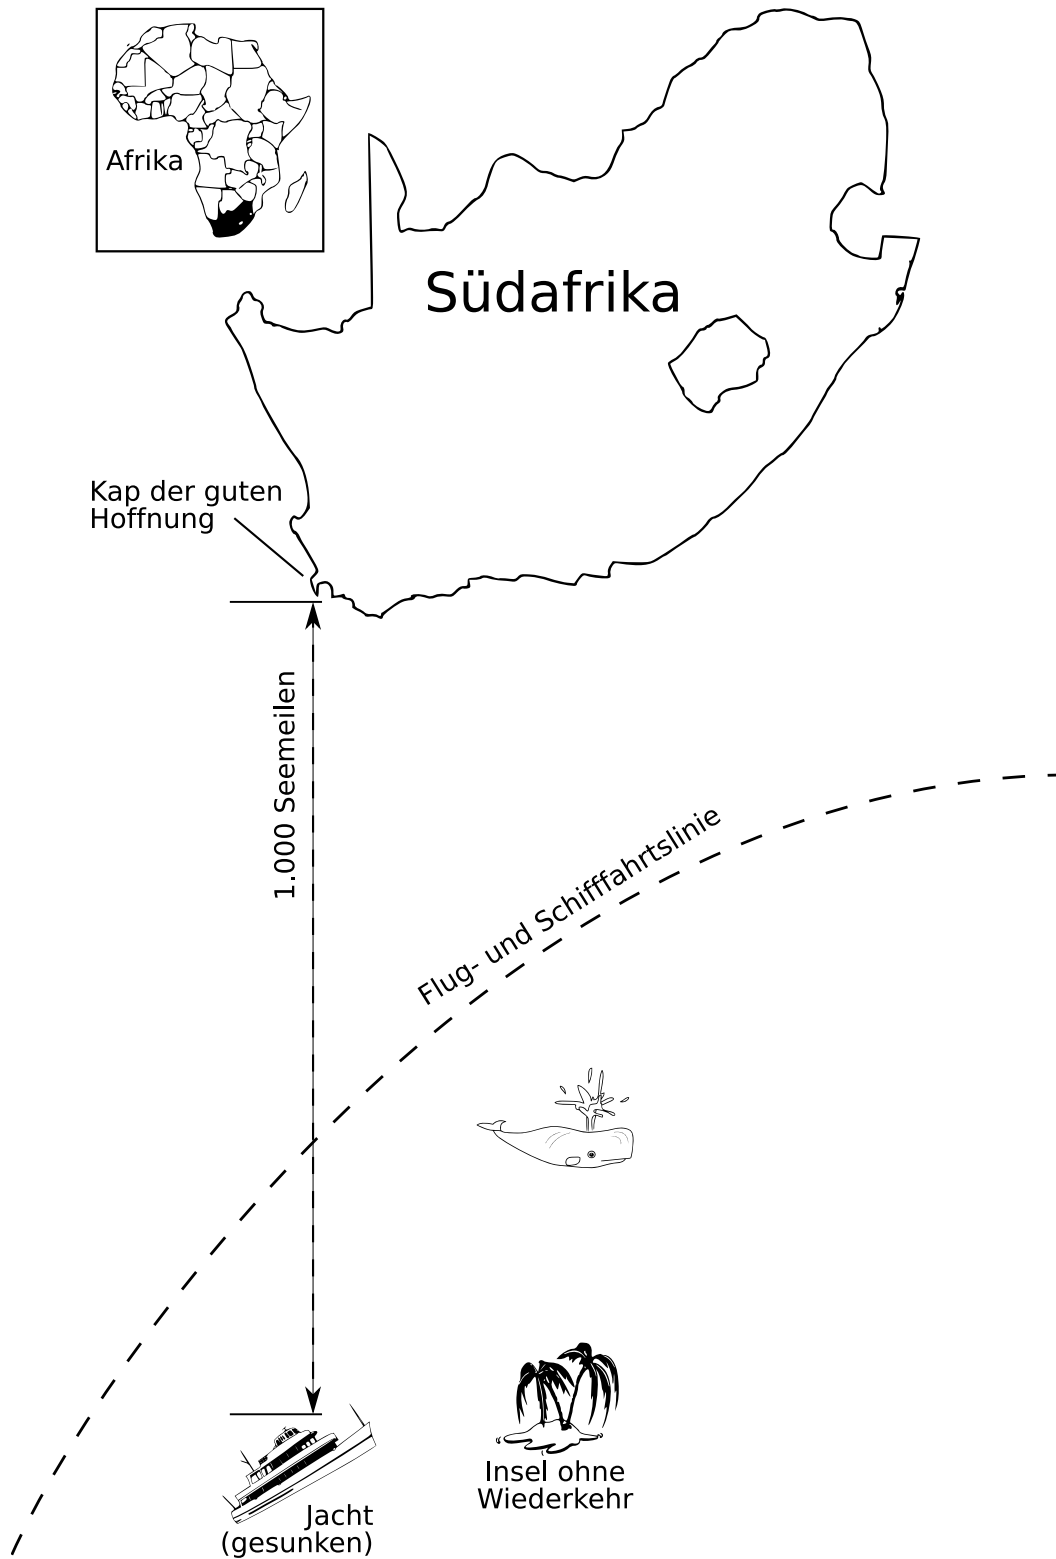 Afrika
Südafrika
Kap der guten
Hoffnung
1.000 Seemeilen
Flug- und Schifffahrtslinie
Insel ohne
Wiederkehr
Jacht
(gesunken)